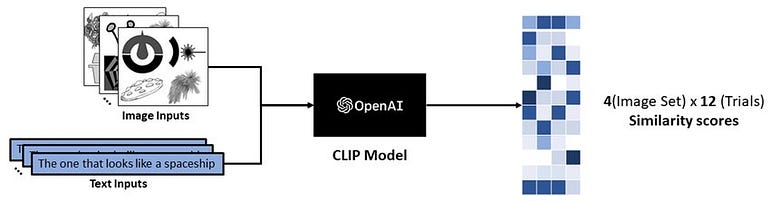 Image Inputs
The one that looks like a spaceship
Text Inputs
OpenAI
CLIP Model
4(Image Set) x 12 (Trials)
Similarity scores